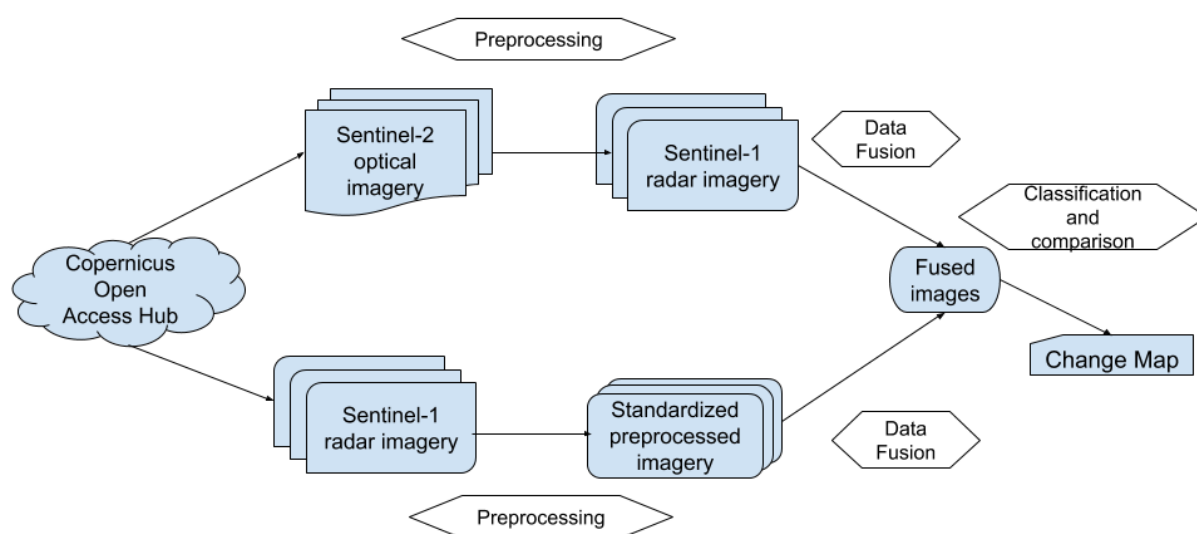 Preprocessing
Sentinel-2
optical
imagery
Sentinel-1
radar imagery
Data
Fusion
Classification
and
comparison
Copernicus
Open
Access Hub
Fused
images
Change Map
Sentinel-1
radar imagery
Standardized
preprocessed
imagery
Data
Fusion
Preprocessing